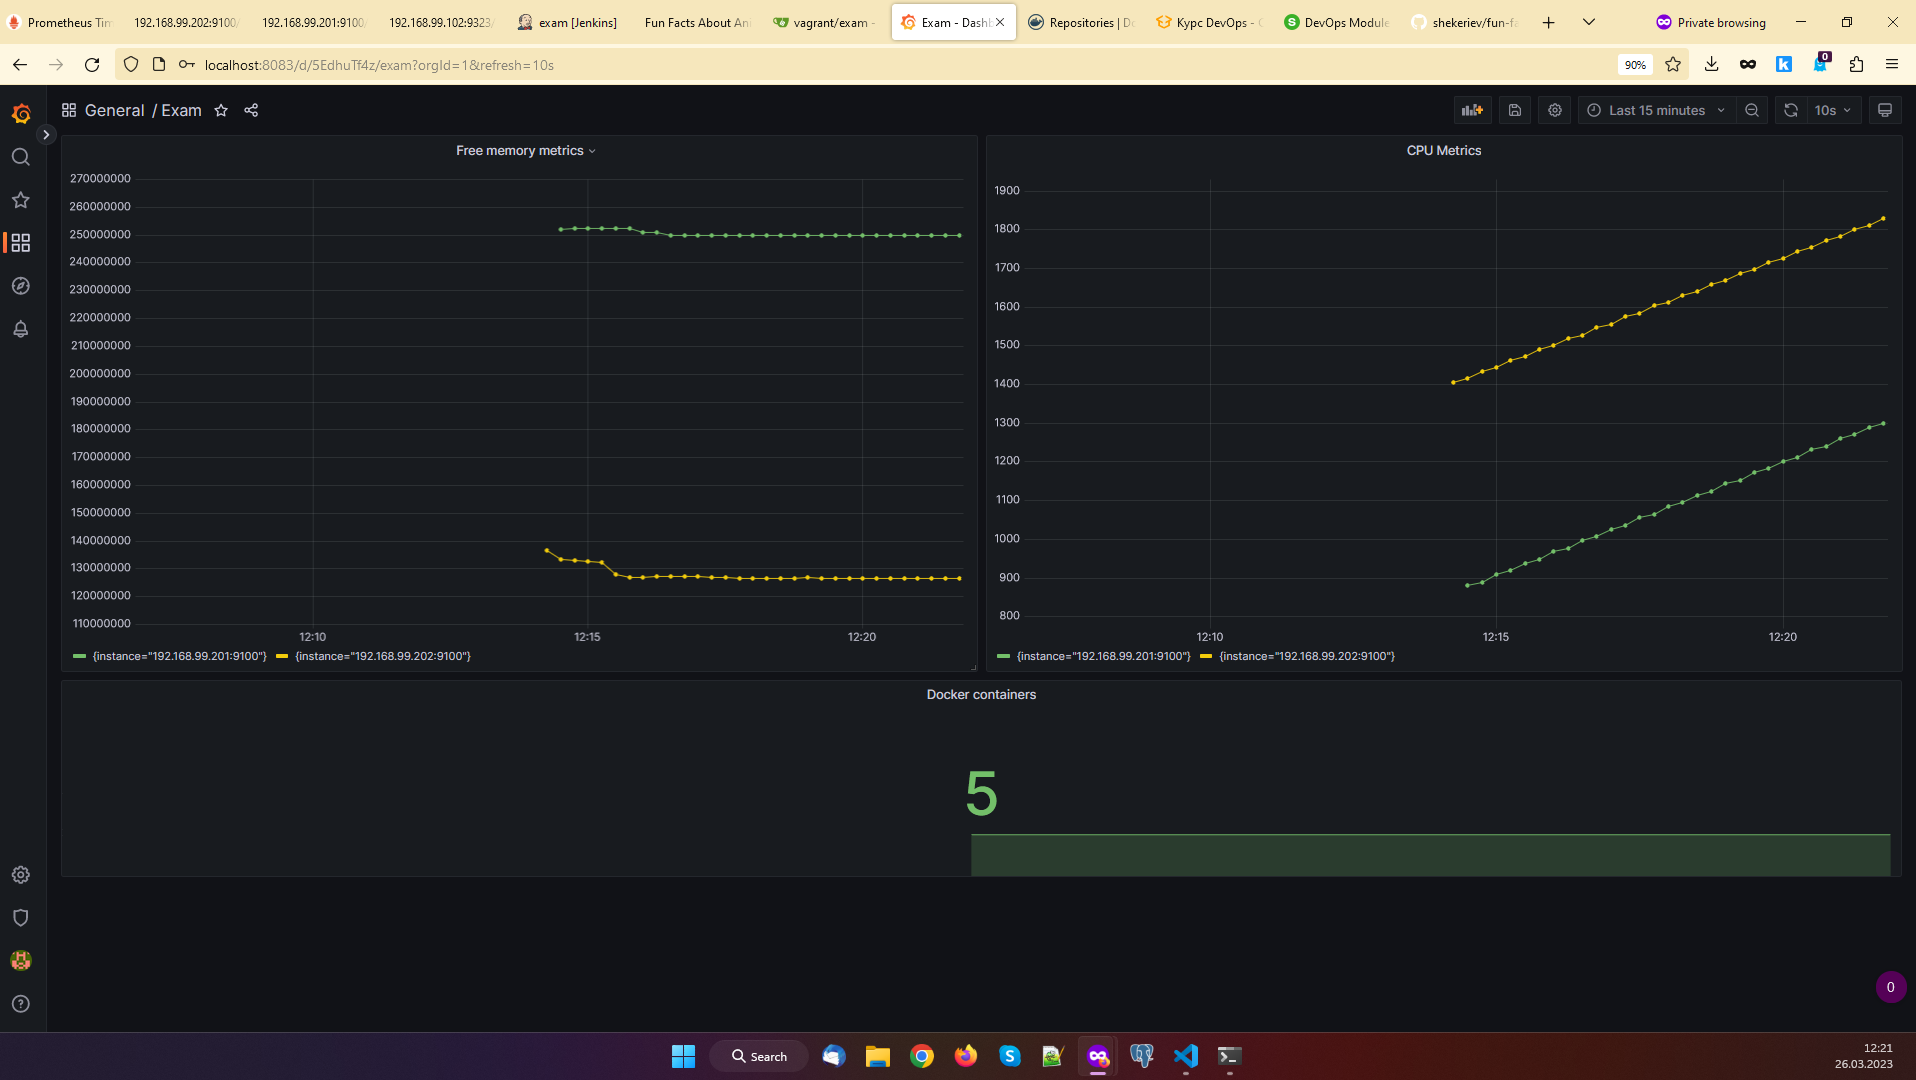 Prometheus Tim
192.168.99.202:9100/
192.168.99.201:9100/
192.168.99.102:9323/
exam [Jenkins]
Fun Facts About An
vagrant/exam -
Exam - Dashb
Repositories | Do
Курс DevOps - 
DevOps Module
shekeriev/fun-fa
Private browsing
localhost:8083/d/5EdhuTf4z/exam?orgId=1&refresh=10s
90%
k
0
General / Exam
Last 15 minutes
10s
Free memory metrics
270000000
260000000
250000000
240000000
230000000
220000000
210000000
200000000
190000000
180000000
170000000
160000000
150000000
140000000
130000000
120000000
110000000
12:10
12:15
12:20
{instance="192.168.99.201:9100"}
{instance="192.168.99.202:9100"}
CPU Metrics
1900
1800
1700
1600
1500
1400
1300
1200
1100
1000
900
800
12:10
12:15
12:20
{instance="192.168.99.201:9100"}
{instance="192.168.99.202:9100"}
Docker containers
5
0
Search
12:21
26.03.2023